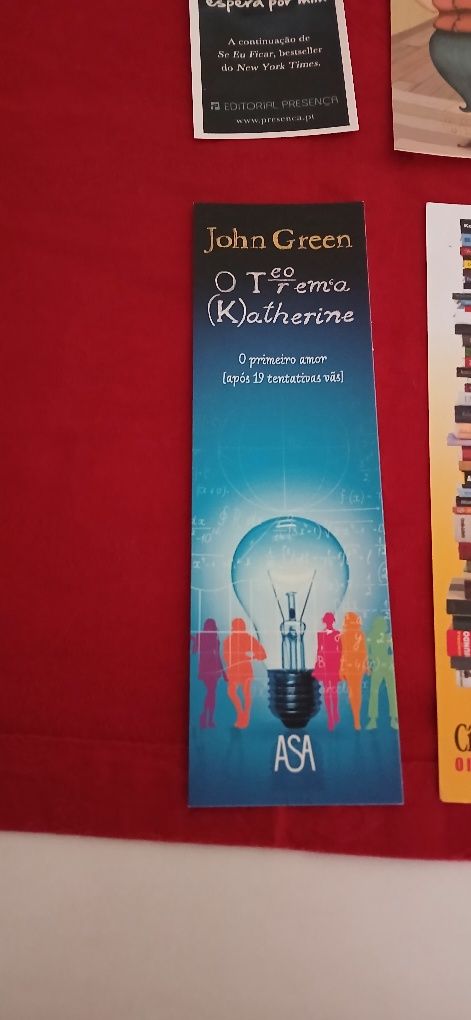 espera por mim
A continuação de
Se Eu Ficar, bestseller
do New York Times.
EDITORIAL PRESENÇA
www.presenca.pt
John Green
O Teorema
(K)atherine
O primeiro amor
[após 19 tentativas vãs]
ASA